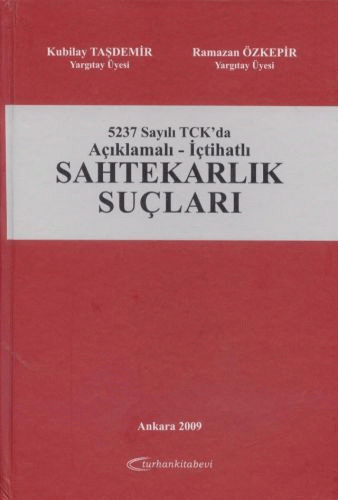 Kubilay TAŞDEMİR
Yargıtay Üyesi
Ramazan ÖZKEPİR
Yargıtay Üyesi
5237 Sayılı TCK'da
Açıklamalı - İçtihatlı
SAHTEKARLIK
SUÇLARI
Ankara 2009
turhankitabevi